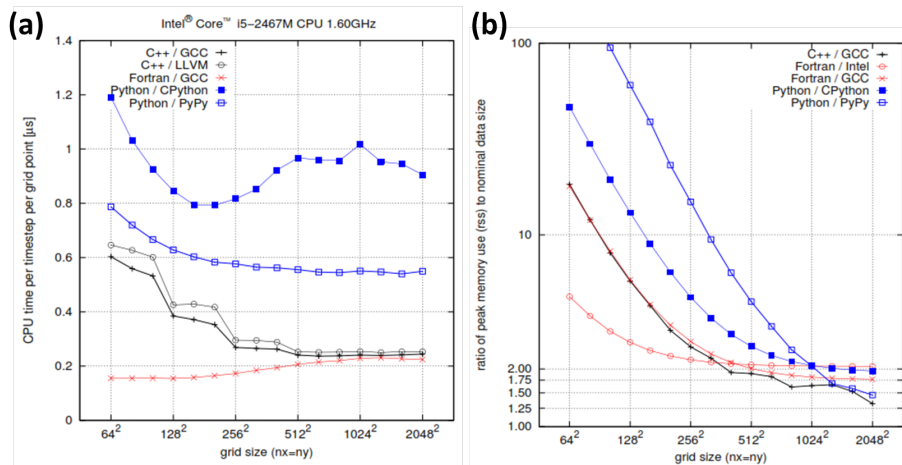 (a)
Intel® Core™ i5-2467M CPU 1.60GHz
CPU time per timestep per grid point [µs]
1.4
1.2
1
0.8
0.6
0.4
0.2
0
C++ / GCC
C++ / LLVM
Fortran / GCC
Python / CPython
Python / PyPy
64² 128² 256² 512² 1024² 2048²
grid size (nx=ny)
(b)
ratio of peak memory use (rss) to nominal data size
100
10
2.00
1.75
1.50
1.25
1.00
C++ / GCC
Fortran / Intel
Fortran / GCC
Python / CPython
Python / PyPy
64² 128² 256² 512² 1024² 2048²
grid size (nx=ny)